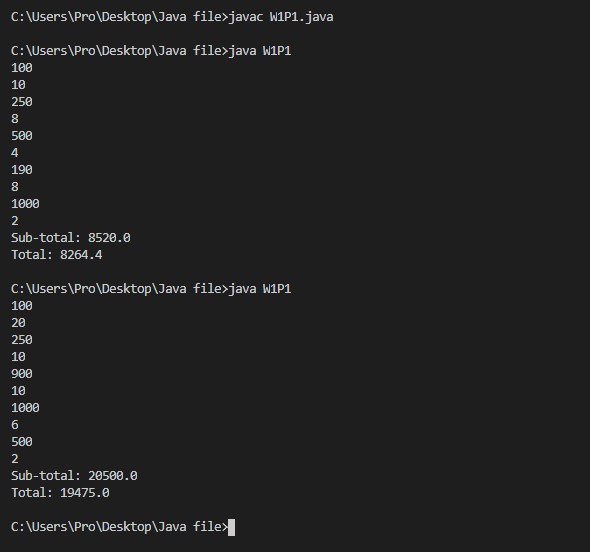 C:\Users\Pro\Desktop\Java file>javac W1P1.java
C:\Users\Pro\Desktop\Java file>java W1P1
100
10
250
8
500
4
190
8
1000
2
Sub-total: 8520.0
Total: 8264.4
C:\Users\Pro\Desktop\Java file>java W1P1
100
20
250
10
900
10
1000
6
500
2
Sub-total: 20500.0
Total: 19475.0
C:\Users\Pro\Desktop\Java file>